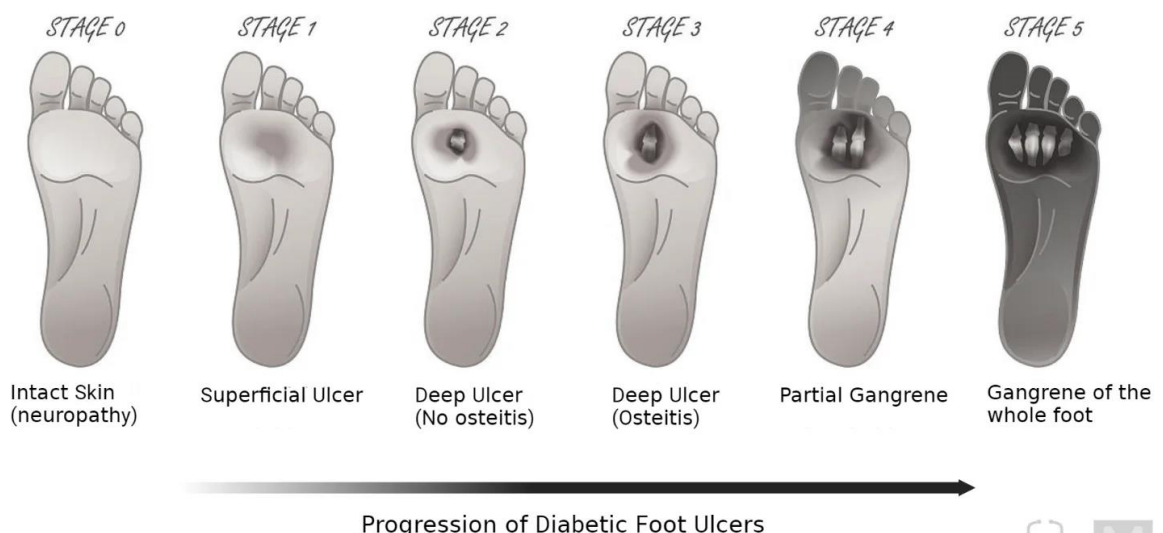 STAGE 0
STAGE 1
STAGE 2
STAGE 3
STAGE 4
STAGE 5
Intact Skin
(neuropathy)
Superficial Ulcer
Deep Ulcer
(No osteitis)
Deep Ulcer
(Osteitis)
Partial Gangrene
Gangrene of the
whole foot
Progression of Diabetic Foot Ulcers